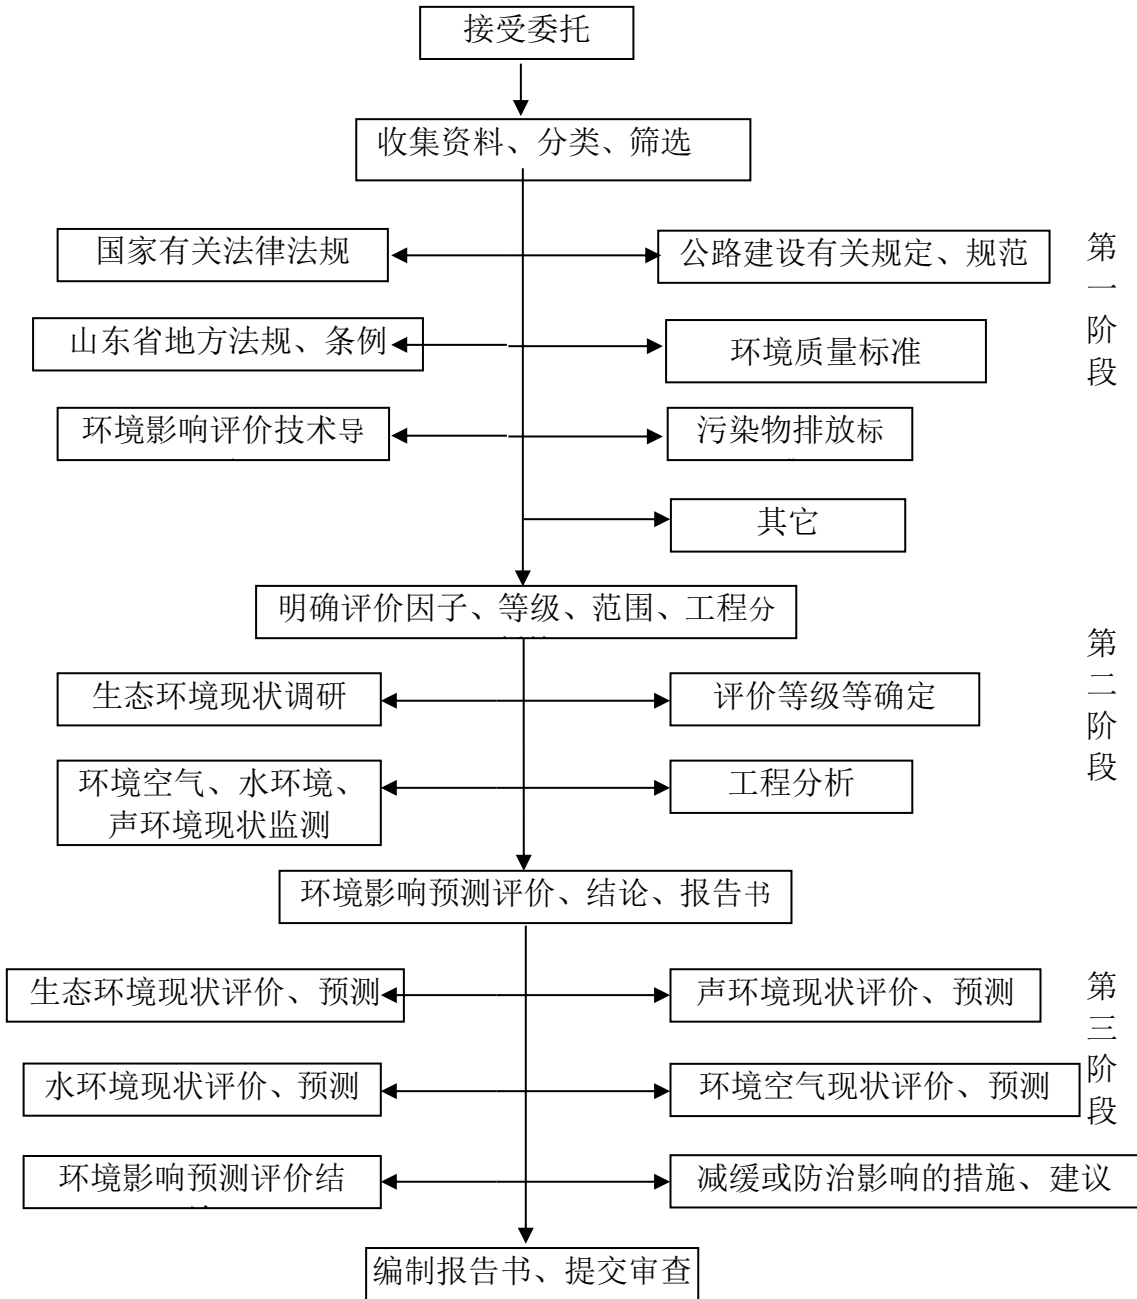 接受委托
收集资料、分类、筛选
国家有关法律法规
公路建设有关规定、规范
山东省地方法规、条例
环境质量标准
环境影响评价技术导
污染物排放标
其它
第一阶段
明确评价因子、等级、范围、工程分
生态环境现状调研
评价等级等确定
环境空气、水环境、
声环境现状监测
工程分析
第二阶段
环境影响预测评价、结论、报告书
生态环境现状评价、预测
声环境现状评价、预测
水环境现状评价、预测
环境空气现状评价、预测
环境影响预测评价结
减缓或防治影响的措施、建议
第三阶段
编制报告书、提交审查